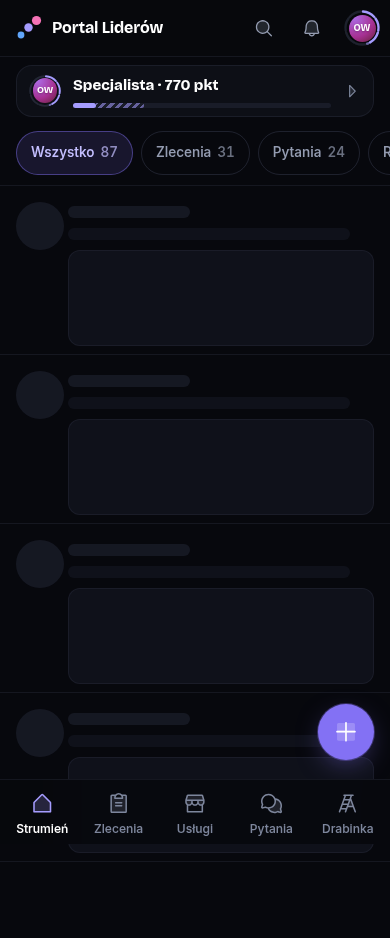 Portal Liderów
OW
OW
Specjalista · 770 pkt
Wszystko 87
Zlecenia 31
Pytania 24
R
Strumień
Zlecenia
Usługi
Pytania
Drabinka